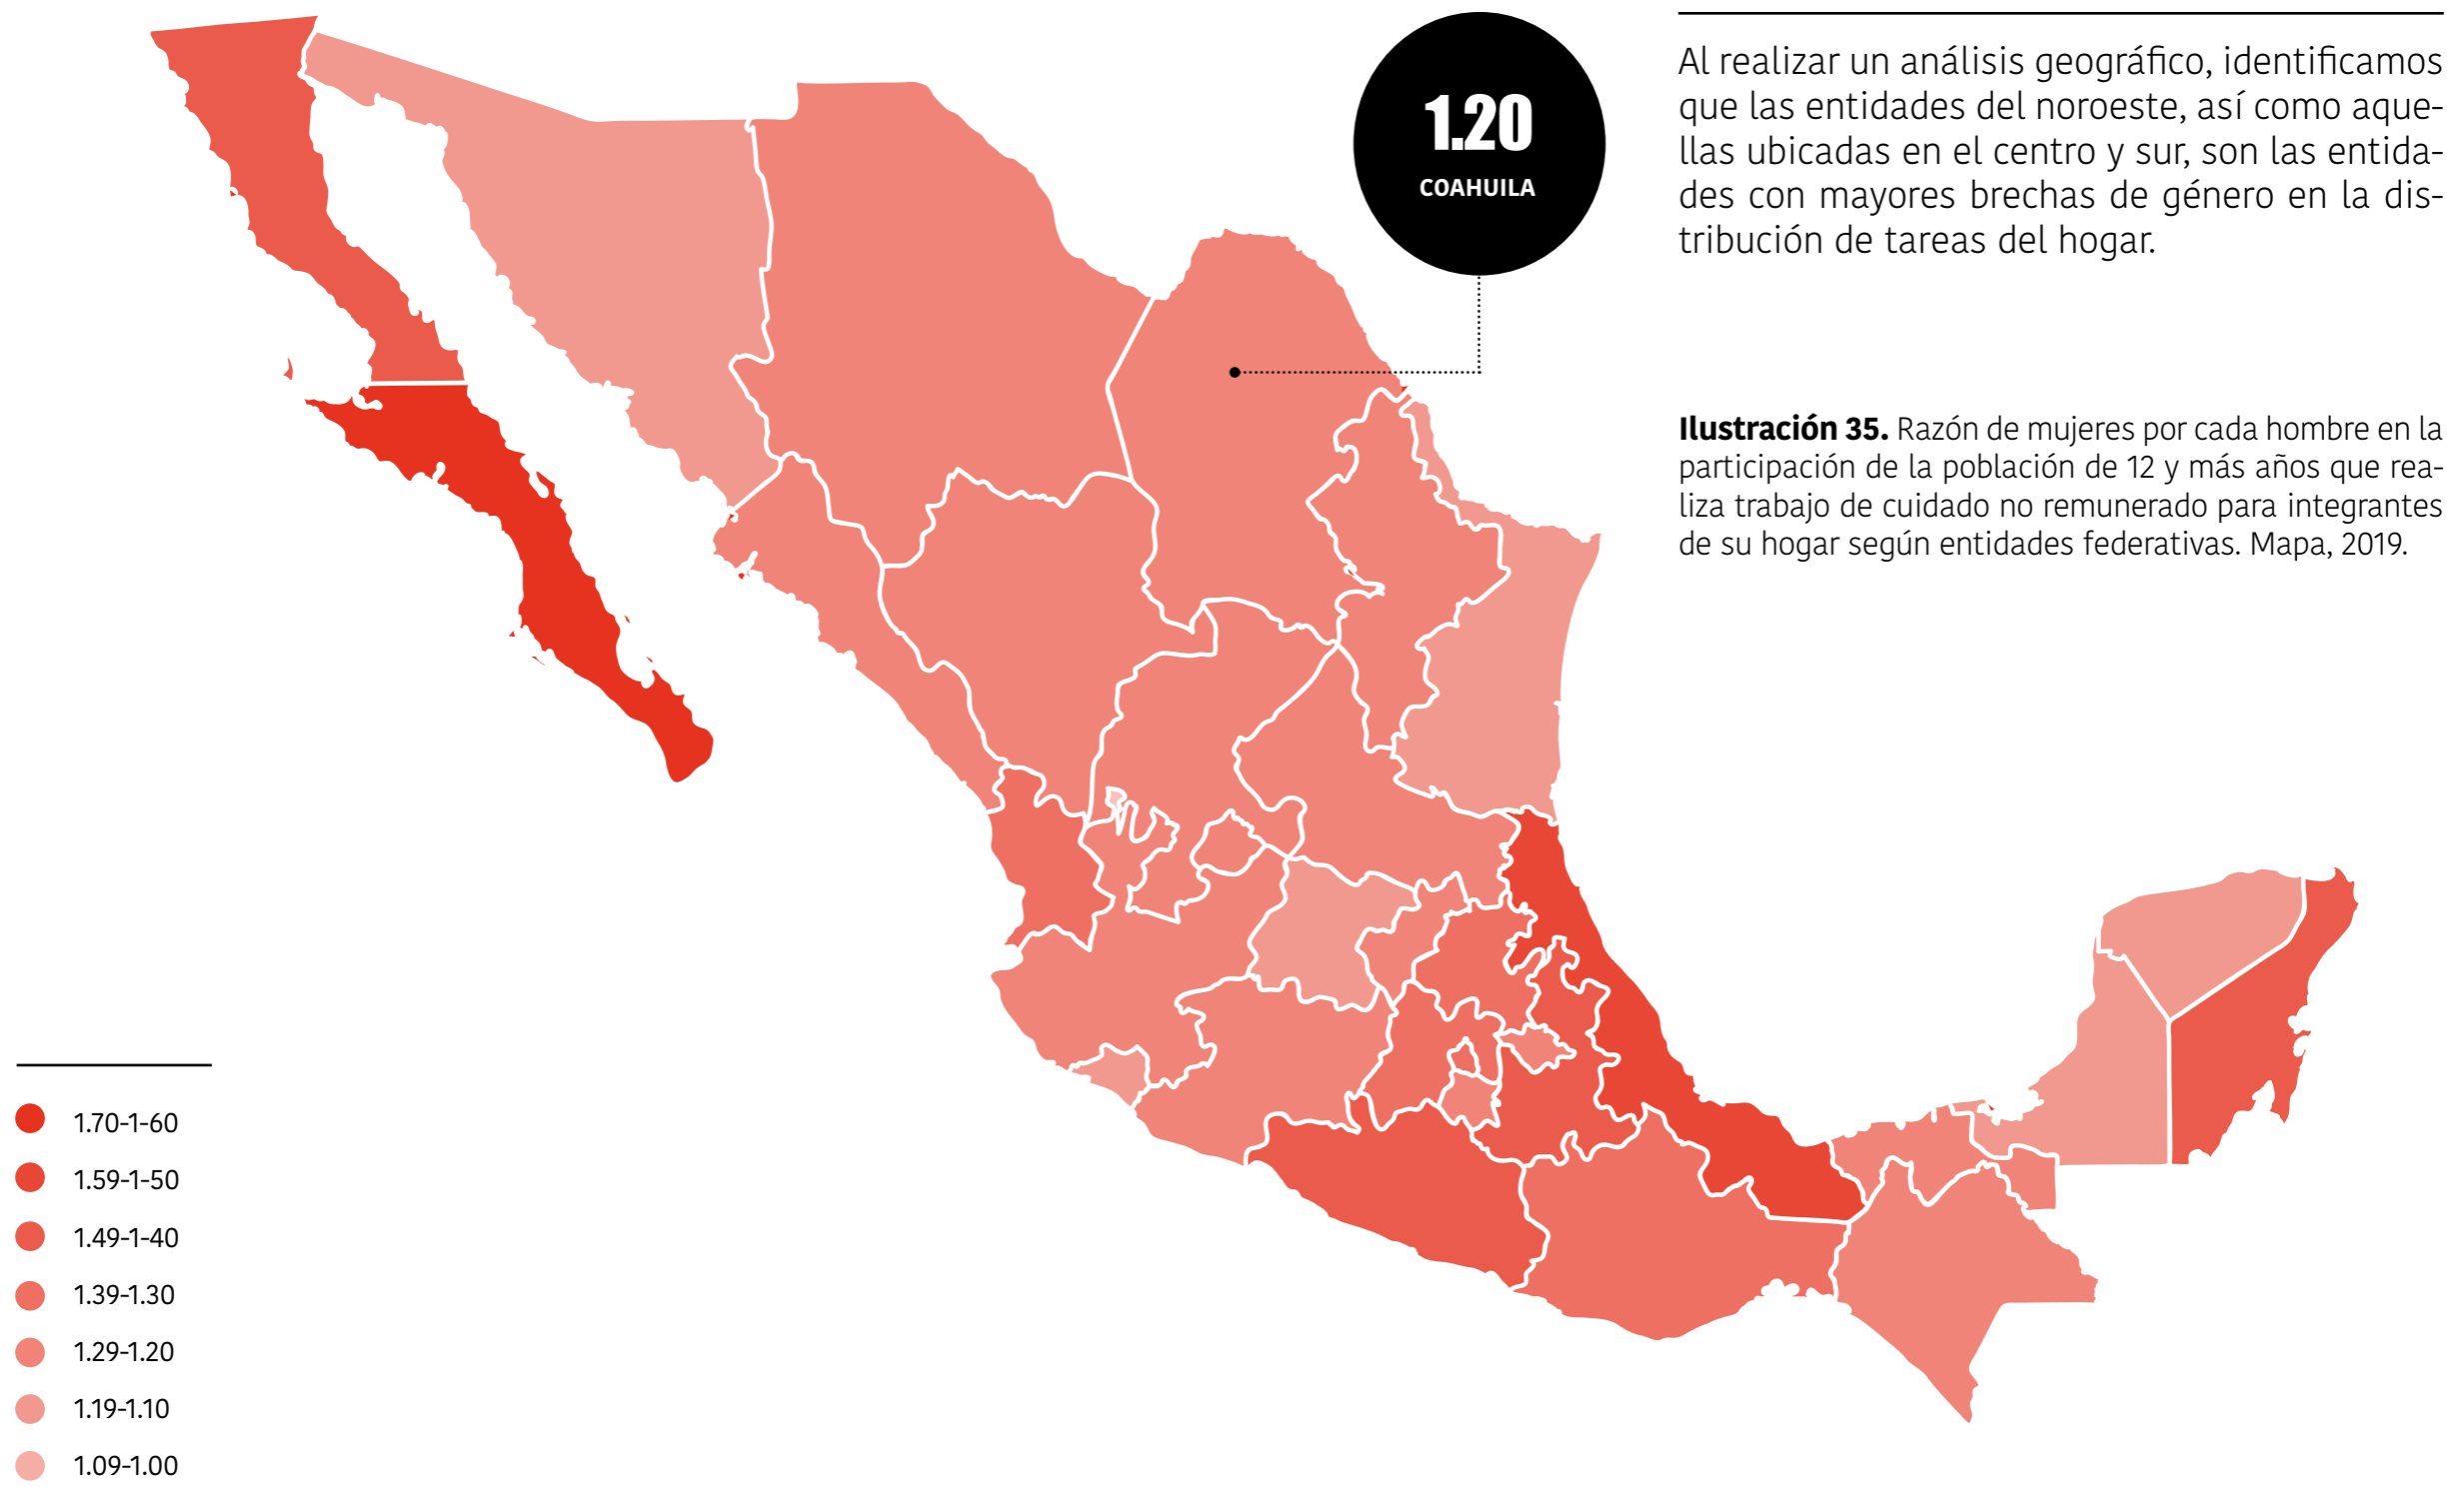 1.20
COAHUILA
Al realizar un análisis geográfico, identificamos
que las entidades del noroeste, así como aque-
llas ubicadas en el centro y sur, son las entida-
des con mayores brechas de género en la dis-
tribución de tareas del hogar.
Ilustración 35. Razón de mujeres por cada hombre en la
participación de la población de 12 y más años que rea-
liza trabajo de cuidado no remunerado para integrantes
de su hogar según entidades federativas. Mapa, 2019.
1.70-1-60
1.59-1-50
1.49-1-40
1.39-1.30
1.29-1.20
1.19-1.10
1.09-1.00